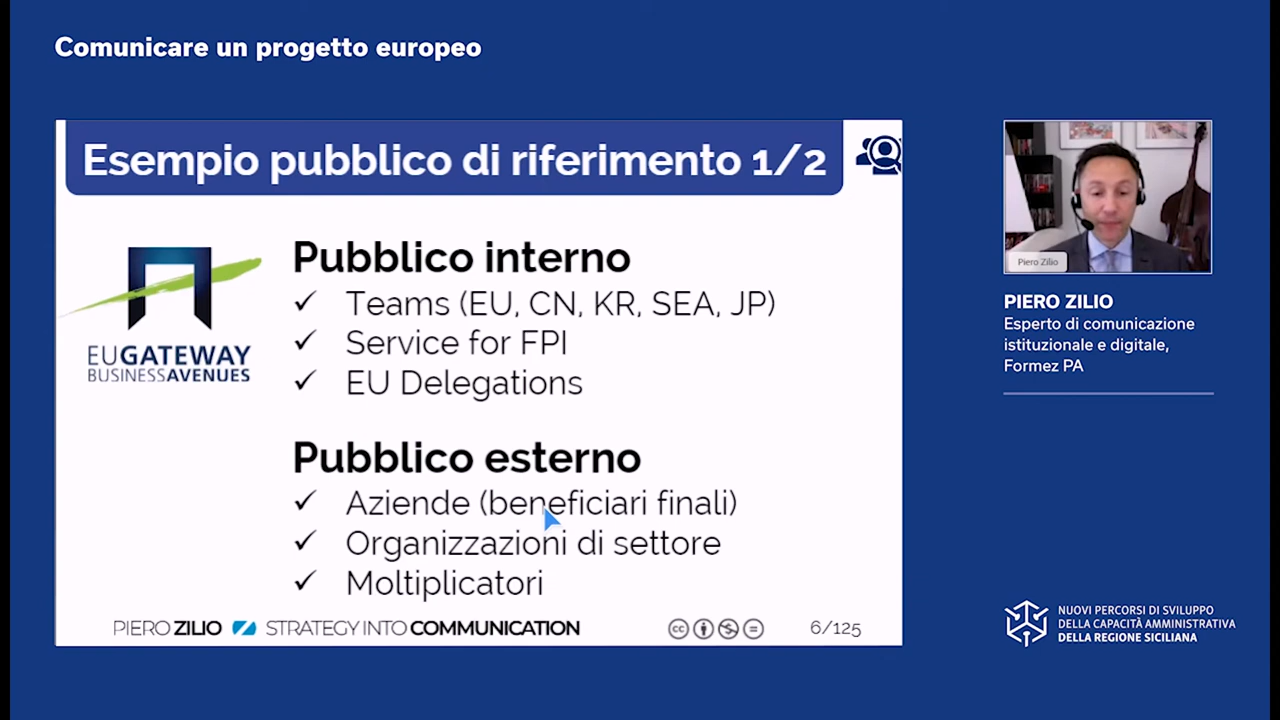 Comunicare un progetto europeo
Esempio pubblico di riferimento 1/2
EUGATEWAY
BUSINESSAVENUES
Pubblico interno
✓ Teams (EU, CN, KR, SEA, JP)
✓ Service for FPI
✓ EU Delegations
Pubblico esterno
✓ Aziende (beneficiari finali)
✓ Organizzazioni di settore
✓ Moltiplicatori
PIERO ZILIO STRATEGY INTO COMMUNICATION
cc
6/125
Piero Zilio
PIERO ZILIO
Esperto di comunicazione
istituzionale e digitale,
Formez PA
NUOVI PERCORSI DI SVILUPPO
DELLA CAPACITÀ AMMINISTRATIVA
DELLA REGIONE SICILIANA